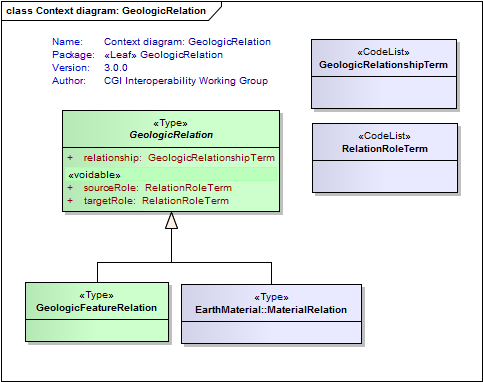 class Context diagram: GeologicRelation
Name: Context diagram: GeologicRelation
Package: «Leaf» GeologicRelation
Version: 3.0.0
Author: CGI Interoperability Working Group
«CodeList»
GeologicRelationshipTerm
«CodeList»
RelationRoleTerm
«Type»
GeologicRelation
+ relationship: GeologicRelationshipTerm
«voidable»
+ sourceRole: RelationRoleTerm
+ targetRole: RelationRoleTerm
«Type»
GeologicFeatureRelation
«Type»
EarthMaterial::MaterialRelation